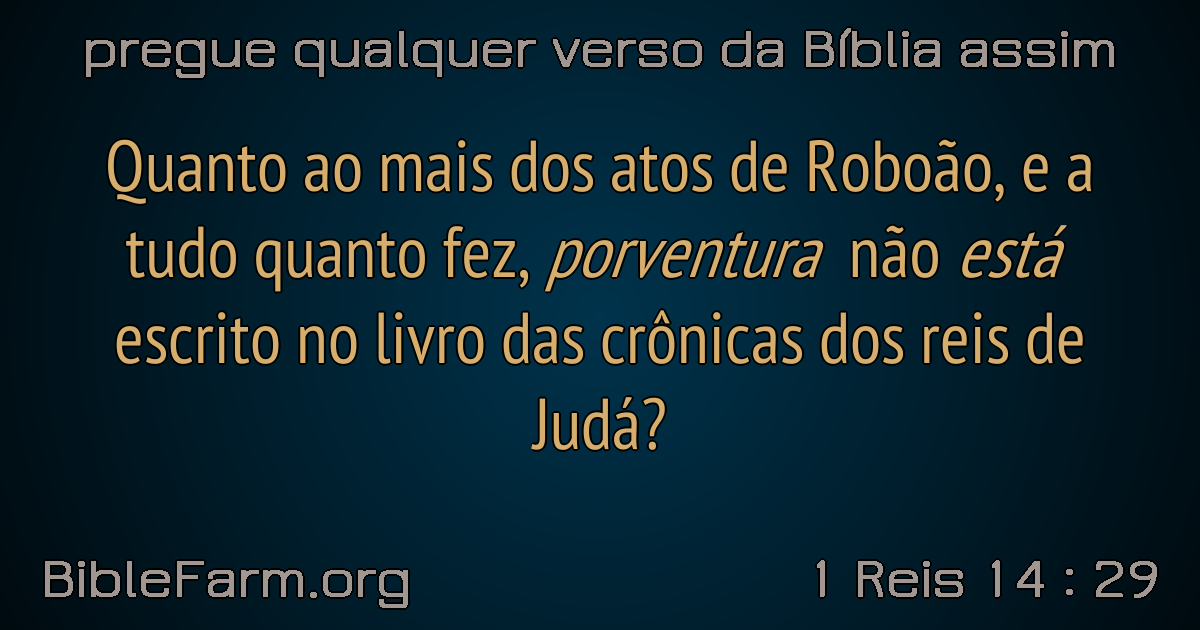 pregue qualquer verso da Bíblia assim
Quanto ao mais dos atos de Roboão, e a
tudo quanto fez, porventura não está
escrito no livro das crônicas dos reis de
Judá?
BibleFarm.org
1 Reis 14 : 29